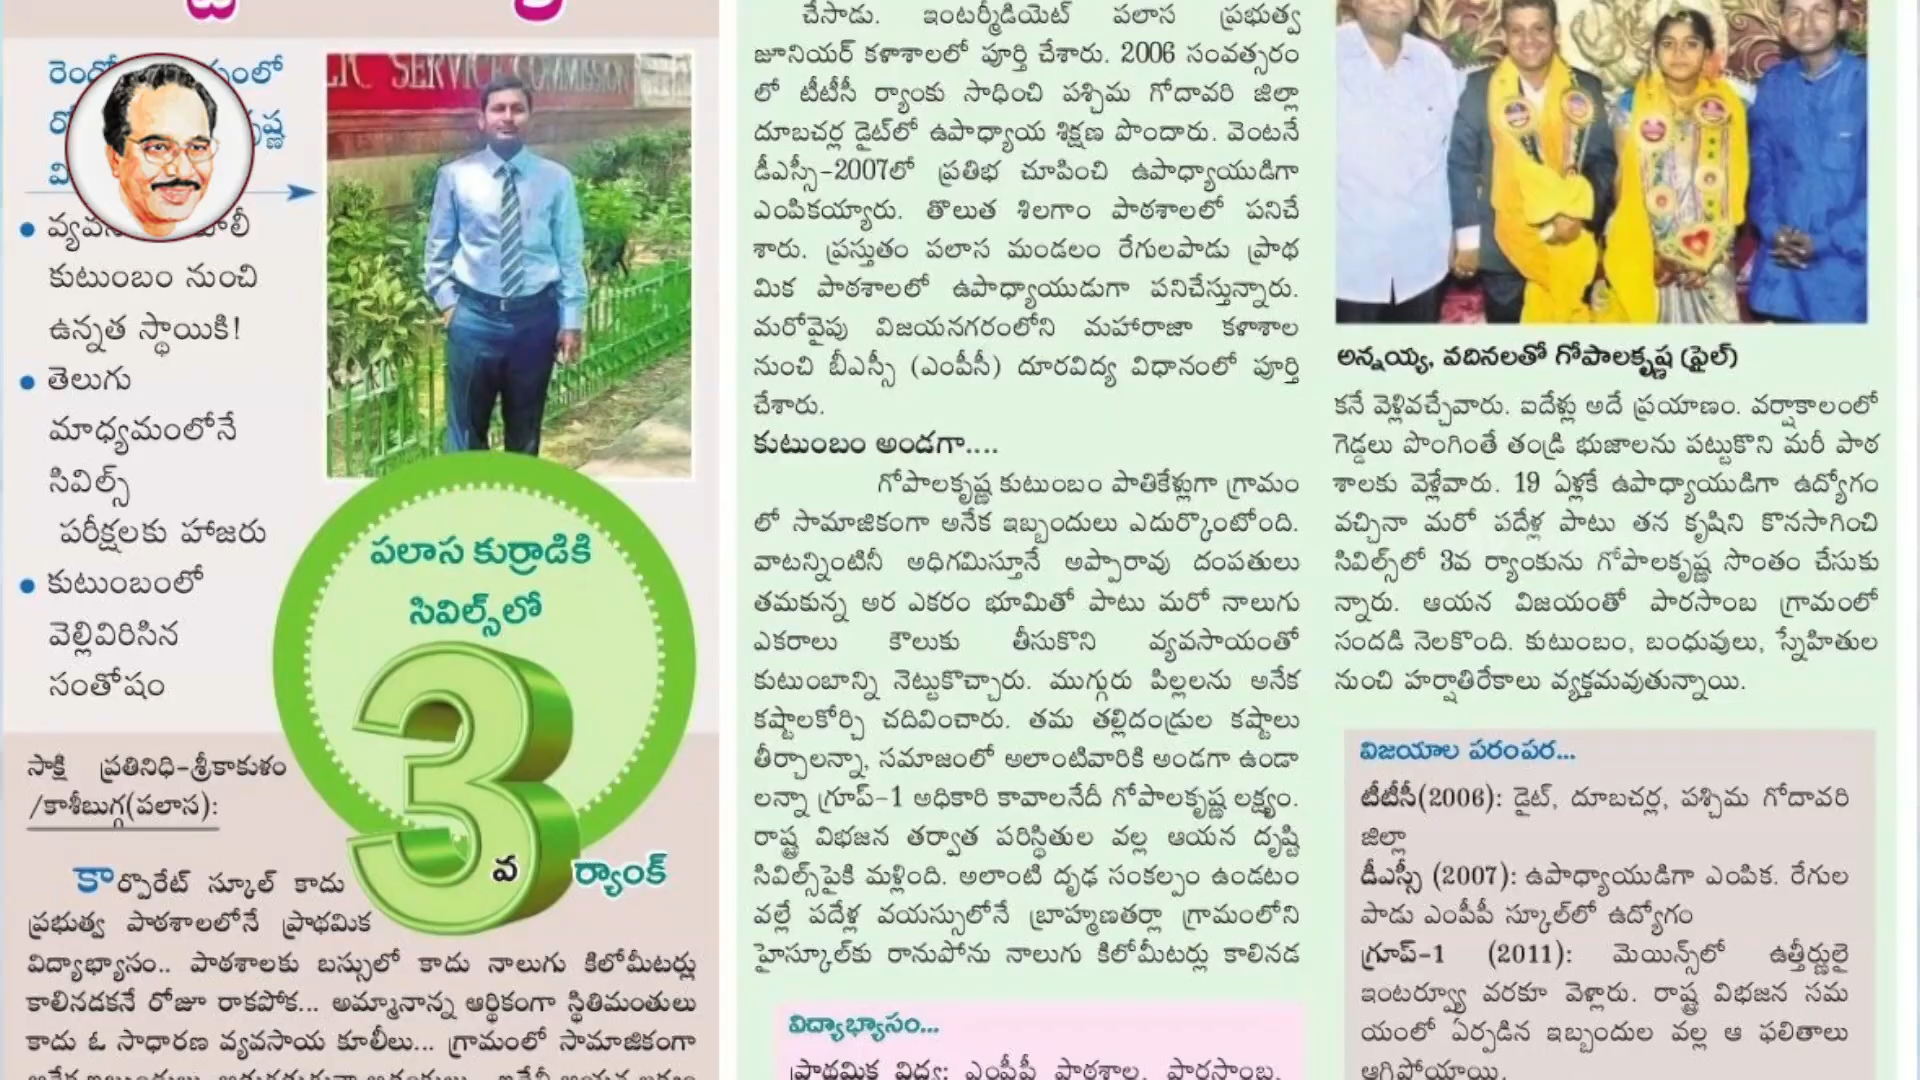 LIC SERVICE COMMISSION
కుటుంబం నుంచి
ఉన్నత స్థాయికి!
• తెలుగు
మాధ్యమంలోనే
సివిల్స్
పరీక్షలకు హాజరు
• కుటుంబంలో
వెల్లివిరిసిన
సంతోషం
పలాస కుర్రాడికి
సివిల్స్‌లో
3వ ర్యాంక్
సాక్షి ప్రతినిధి-శ్రీకాకుళం
/కాశీబుగ్గ(పలాస):
కార్పొరేట్ స్కూల్ కాదు
ప్రభుత్వ పాఠశాలలోనే ప్రాథమిక
విద్యాభ్యాసం.. పాఠశాలకు బస్సులో కాదు నాలుగు కిలోమీటర్లు
కాలినడకనే రోజూ రాకపోక... అమ్మానాన్న ఆర్థికంగా స్థితిమంతులు
కాదు ఓ సాధారణ వ్యవసాయ కూలీలు... గ్రామంలో సామాజికంగా
చేసాడు. ఇంటర్మీడియెట్ పలాస ప్రభుత్వ
జూనియర్ కళాశాలలో పూర్తి చేశారు. 2006 సంవత్సరం
లో టీటీసీ ర్యాంకు సాధించి పశ్చిమ గోదావరి జిల్లా
దూబచర్ల డైట్‌లో ఉపాధ్యాయ శిక్షణ పొందారు. వెంటనే
డీఎస్సీ-2007లో ప్రతిభ చూపించి ఉపాధ్యాయుడిగా
ఎంపికయ్యారు. తొలుత శిలగాం పాఠశాలలో పనిచే
శారు. ప్రస్తుతం పలాస మండలం రేగులపాడు ప్రాథ
మిక పాఠశాలలో ఉపాధ్యాయుడుగా పనిచేస్తున్నారు.
మరోవైపు విజయనగరంలోని మహారాజా కళాశాల
నుంచి బీఎస్సీ (ఎంపీసీ) దూరవిద్య విధానంలో పూర్తి
చేశారు.
కుటుంబం అండగా....
గోపాలకృష్ణ కుటుంబం పాతికేళ్లుగా గ్రామం
లో సామాజికంగా అనేక ఇబ్బందులు ఎదుర్కొంటోంది.
వాటన్నింటినీ అధిగమిస్తూనే అప్పారావు దంపతులు
తమకున్న అర ఎకరం భూమితో పాటు మరో నాలుగు
ఎకరాలు కౌలుకు తీసుకొని వ్యవసాయంతో
కుటుంబాన్ని నెట్టుకొచ్చారు. ముగ్గురు పిల్లలను అనేక
కష్టాలకోర్చి చదివించారు. తమ తల్లిదండ్రుల కష్టాలు
తీర్చాలన్నా, సమాజంలో అలాంటివారికి అండగా ఉండా
లన్నా గ్రూప్-1 అధికారి కావాలనేదీ గోపాలకృష్ణ లక్ష్యం.
రాష్ట్ర విభజన తర్వాత పరిస్థితుల వల్ల ఆయన దృష్టి
సివిల్స్‌పైకి మళ్లింది. అలాంటి దృఢ సంకల్పం ఉండటం
వల్లే పదేళ్ల వయస్సులోనే బ్రాహ్మణతర్లా గ్రామంలోని
హైస్కూల్‌కు రానుపోను నాలుగు కిలోమీటర్లు కాలినడ
విద్యాభ్యాసం...
ప్రాథమిక విద్య: ఎంపీపీ పాఠశాల, పారసాంబ,
అన్నయ్య, వదినలతో గోపాలకృష్ణ (ఫైల్)
కనే వెళ్లివచ్చేవారు. ఐదేళ్లు అదే ప్రయాణం. వర్షాకాలంలో
గెడ్డలు పొంగింతే తండ్రి భుజాలను పట్టుకొని మరీ పాఠ
శాలకు వెళ్లేవారు. 19 ఏళ్లకే ఉపాధ్యాయుడిగా ఉద్యోగం
వచ్చినా మరో పదేళ్ల పాటు తన కృషిని కొనసాగించి
సివిల్స్‌లో 3వ ర్యాంకును గోపాలకృష్ణ సొంతం చేసుకు
న్నారు. ఆయన విజయంతో పారసాంబ గ్రామంలో
సందడి నెలకొంది. కుటుంబం, బంధువులు, స్నేహితుల
నుంచి హర్షాతిరేకాలు వ్యక్తమవుతున్నాయి.
విజయాల పరంపర...
టీటీసీ(2006): డైట్, దూబచర్ల, పశ్చిమ గోదావరి
జిల్లా
డీఎస్సీ (2007): ఉపాధ్యాయుడిగా ఎంపిక. రేగుల
పాడు ఎంపీపీ స్కూల్‌లో ఉద్యోగం
గ్రూప్-1 (2011): మెయిన్స్‌లో ఉత్తీర్ణులై
ఇంటర్వ్యూ వరకూ వెళ్లారు. రాష్ట్ర విభజన సమ
యంలో ఏర్పడిన ఇబ్బందుల వల్ల ఆ ఫలితాలు
ఆగిపోయాయి.